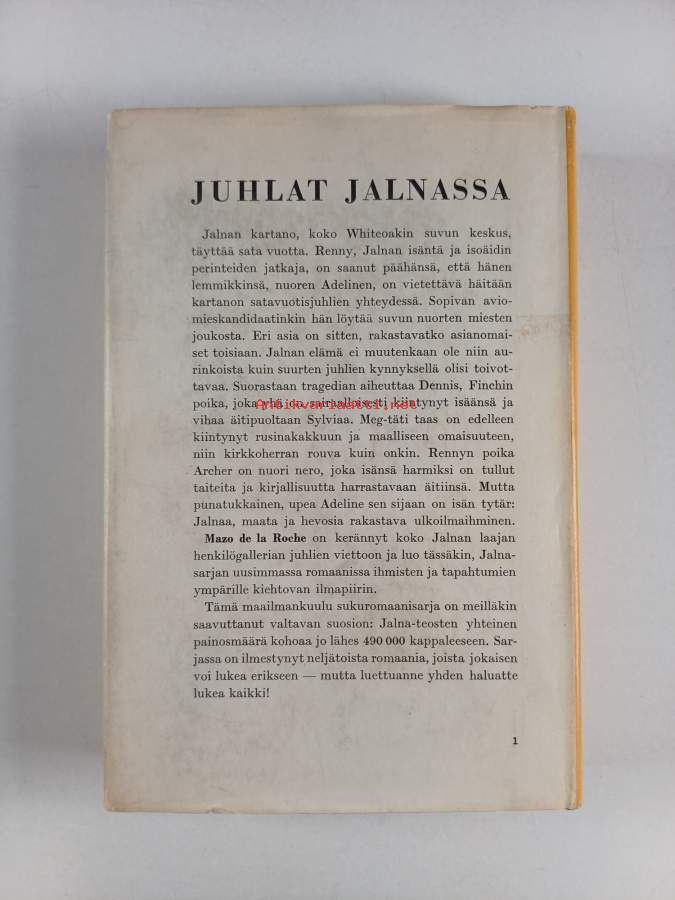 JUHLAT JALNASSA
Jalnan kartano, koko Whiteoakin suvun keskus,
täyttää sata vuotta. Renny, Jalnan isäntä ja isoäidin
perinteiden jatkaja, on saanut päähänsä, että hänen
lemmikkinsä, nuoren Adelinen, on vietettävä häitään
kartanon satavuotisjuhlien yhteydessä. Sopivan avio-
mieskandidaatinkin hän löytää suvun nuorten miesten
joukosta. Eri asia on sitten, rakastavatko asianomai-
set toisiaan. Jalnan elämä ei muutenkaan ole niin au-
rinkoista kuin suurten juhlien kynnyksellä olisi toivot-
tavaa. Suorastaan tragedian aiheuttaa Dennis, Finchin
poika, joka yhä on sairaalloisesti kiintynyt isäänsä ja
Antikvariaatti.net
vihaa äitipuoltaan Sylviaa. Meg-täti taas on edelleen
kiintynyt rusinakakkuun ja maalliseen omaisuuteen,
niin kirkkoherran rouva kuin onkin. Rennyn poika
Archer on nuori nero, joka isänsä harmiksi on tullut
taiteita ja kirjallisuutta harrastavaan äitiinsä. Mutta
punatukkainen, upea Adeline sen sijaan on isän tytär:
Jalnaa, maata ja hevosia rakastava ulkoilmaihminen.
Mazo de la Roche on kerännyt koko Jalnan laajan
henkilögallerian juhlien viettoon ja luo tässäkin, Jalna-
sarjan uusimmassa romaanissa ihmisten ja tapahtumien
ympärille kiehtovan ilmapiirin.
Tämä maailmankuulu sukuromaanisarja on meilläkin
saavuttanut valtavan suosion: Jalna-teosten yhteinen
painosmäärä kohoaa jo lähes 490 000 kappaleeseen. Sar-
jassa on ilmestynyt neljätoista romaania, joista jokaisen
voi lukea erikseen — mutta luettuanne yhden haluatte
lukea kaikki!
1